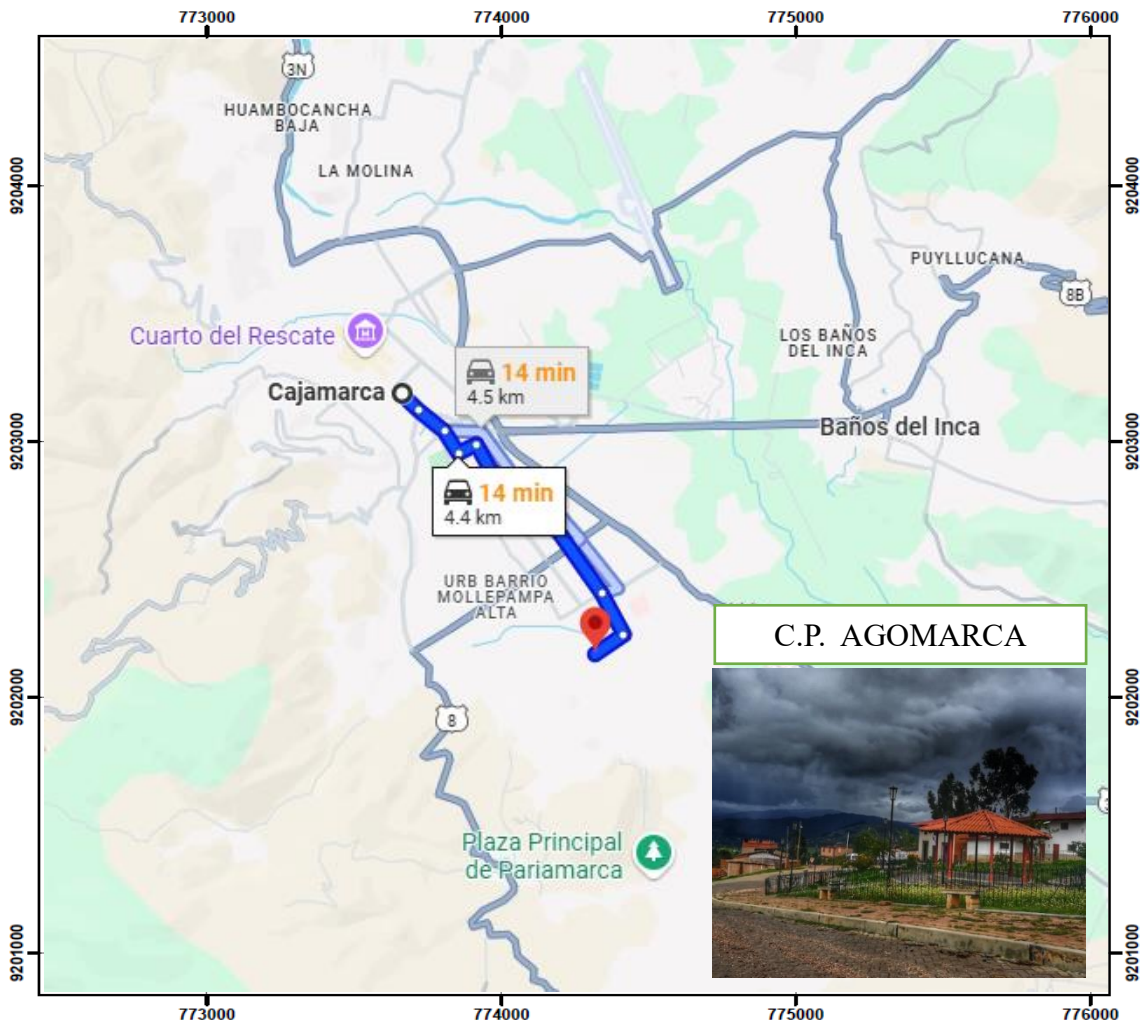 773000
774000
775000
776000
3N
HUAMBOCANCHA
BAJA
LA MOLINA
9204000
9204000
PUYLLUCANA
8B
Cuarto del Rescate
LOS BAÑOS
DEL INCA
14 min
4.5 km
Cajamarca
Baños del Inca
9203000
9203000
14 min
4.4 km
URB BARRIO
MOLLEPAMPA
ALTA
C.P. AGOMARCA
9202000
9202000
8
Plaza Principal
de Pariamarca
9201000
9201000
773000
774000
775000
776000